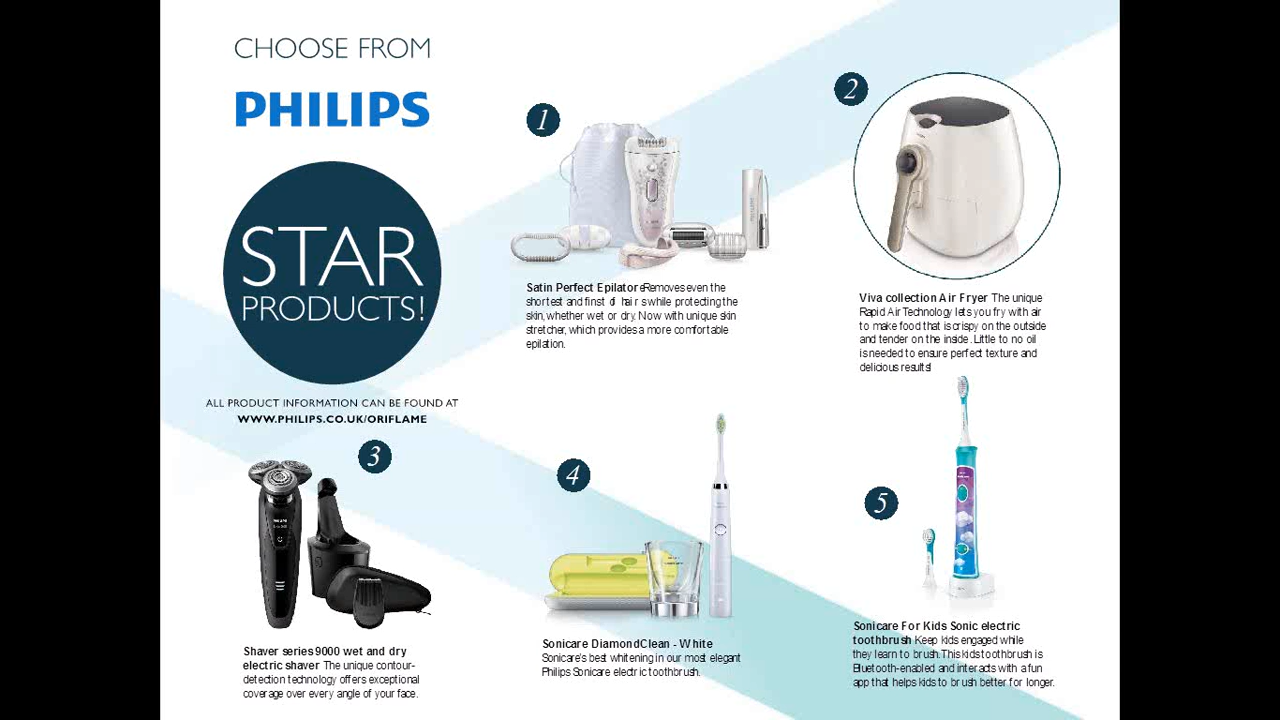 CHOOSE FROM
PHILIPS
STAR
PRODUCTS!
ALL PRODUCT INFORMATION CAN BE FOUND AT
WWW.PHILIPS.CO.UK/ORIFLAME
1
Satin Perfect Epilator Removes even the
shortest and finst of hairs while protecting the
skin, whether wet or dry. Now with unique skin
stretcher, which provides a more comfortable
epilation.
2
Viva collection Air Fryer The unique
Rapid Air Technology lets you fry with air
to make food that is crispy on the outside
and tender on the inside. Little to no oil
is needed to ensure perfect texture and
delicious results!
3
Shaver series 9000 wet and dry
electric shaver The unique contour-
detection technology offers exceptional
coverage over every angle of your face.
4
Sonicare DiamondClean - White
Sonicare's best whitening in our most elegant
Philips Sonicare electric toothbrush.
5
Sonicare For Kids Sonic electric
toothbrush Keep kids engaged while
they learn to brush. This kids toothbrush is
Bluetooth-enabled and interacts with a fun
app that helps kids to brush better for longer.